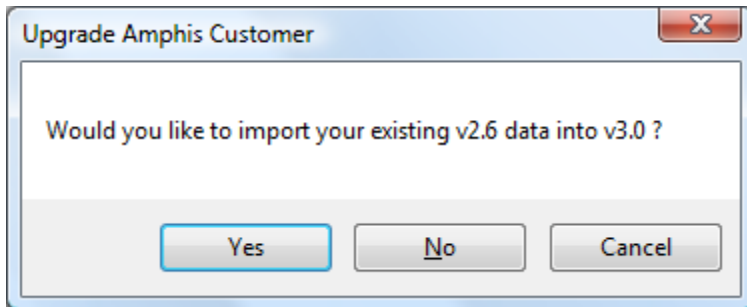 Upgrade Amphis Customer
Would you like to import your existing v2.6 data into v3.0 ?
Yes No Cancel